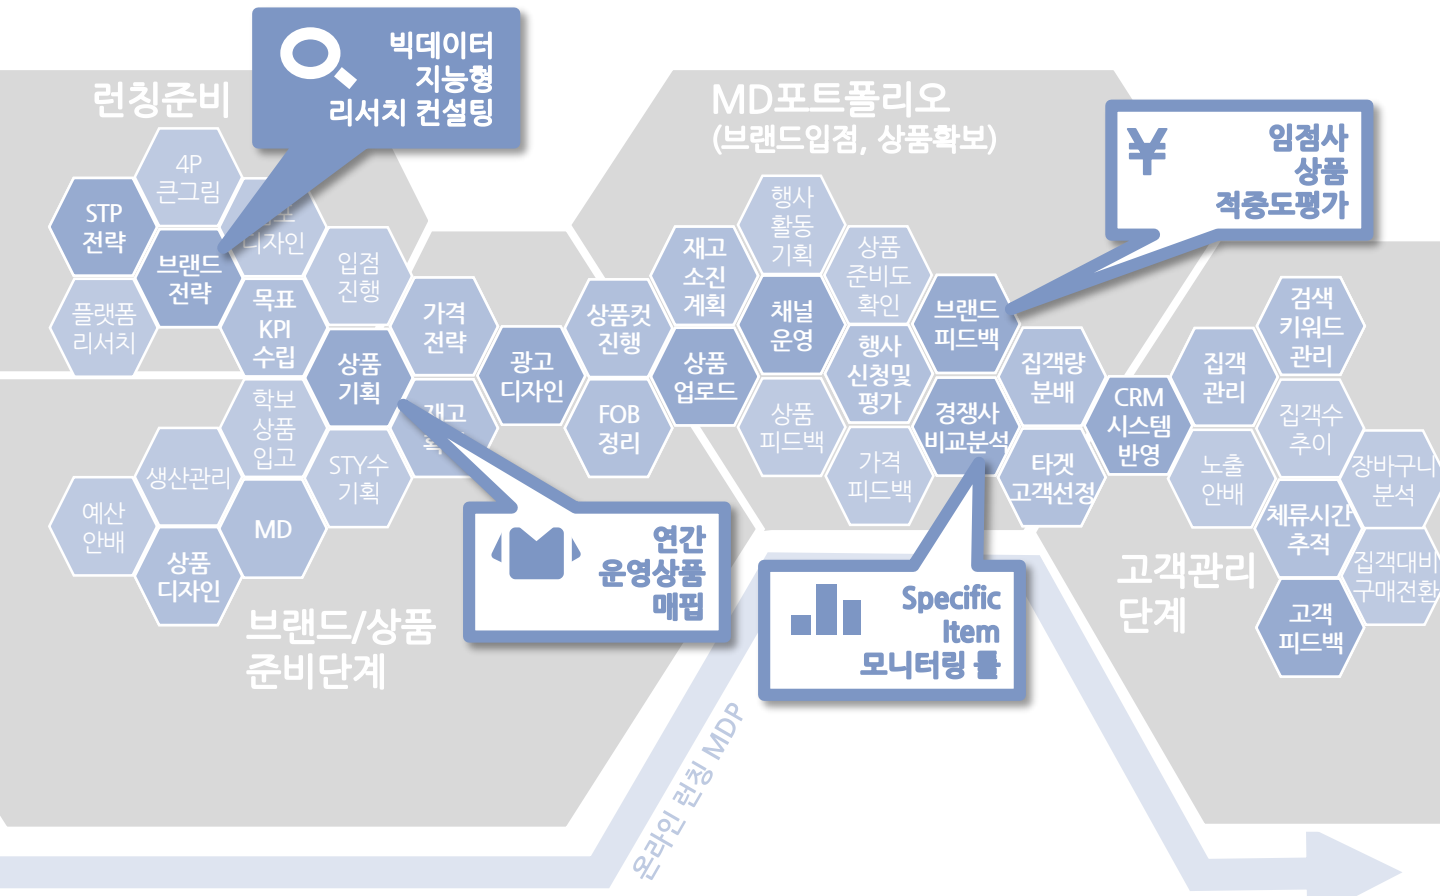 런칭준비
빅데이터
지능형
리서치 컨설팅
4P
큰그림
STP
전략
디자인
브랜드
전략
플랫폼
리서치
목표
KPI
수립
입점
진행
가격
전략
상품
기획
학보
상품
입고
STY수
기획
생산관리
예산
안배
MD
상품
디자인
재고
브랜드/상품
준비단계
연간
운영상품
매핍
광고
디자인
상품컷
진행
FOB
정리
MD포트폴리오
(브랜드입점, 상품확보)
행사
활동
기획
재고
소진
계획
상품
준비도
확인
채널
운영
브랜드
피드백
상품
업로드
행사
신청및
평가
상품
피드백
경쟁사
비교분석
가격
피드백
임점사
상품
적중도평가
Specific
Item
모니터링 툴
집객량
분배
타겟
고객선정
CRM
시스템
반영
검색
키워드
관리
집객
관리
집객수
추이
노출
안배
장바구니
분석
체류시간
추적
집객대비
구매전환
고객
피드백
고객관리
단계
온라인 런칭 MDP